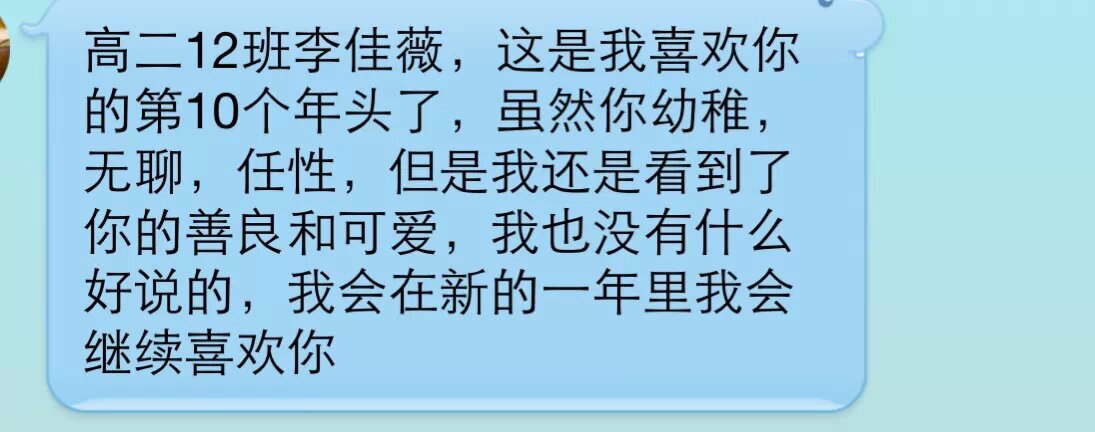 高二12班李佳薇，这是我喜欢你
的第10个年头了，虽然你幼稚，
无聊，任性，但是我还是看到了
你的善良和可爱，我也没有什么
好说的，我会在新的一年里我会
继续喜欢你